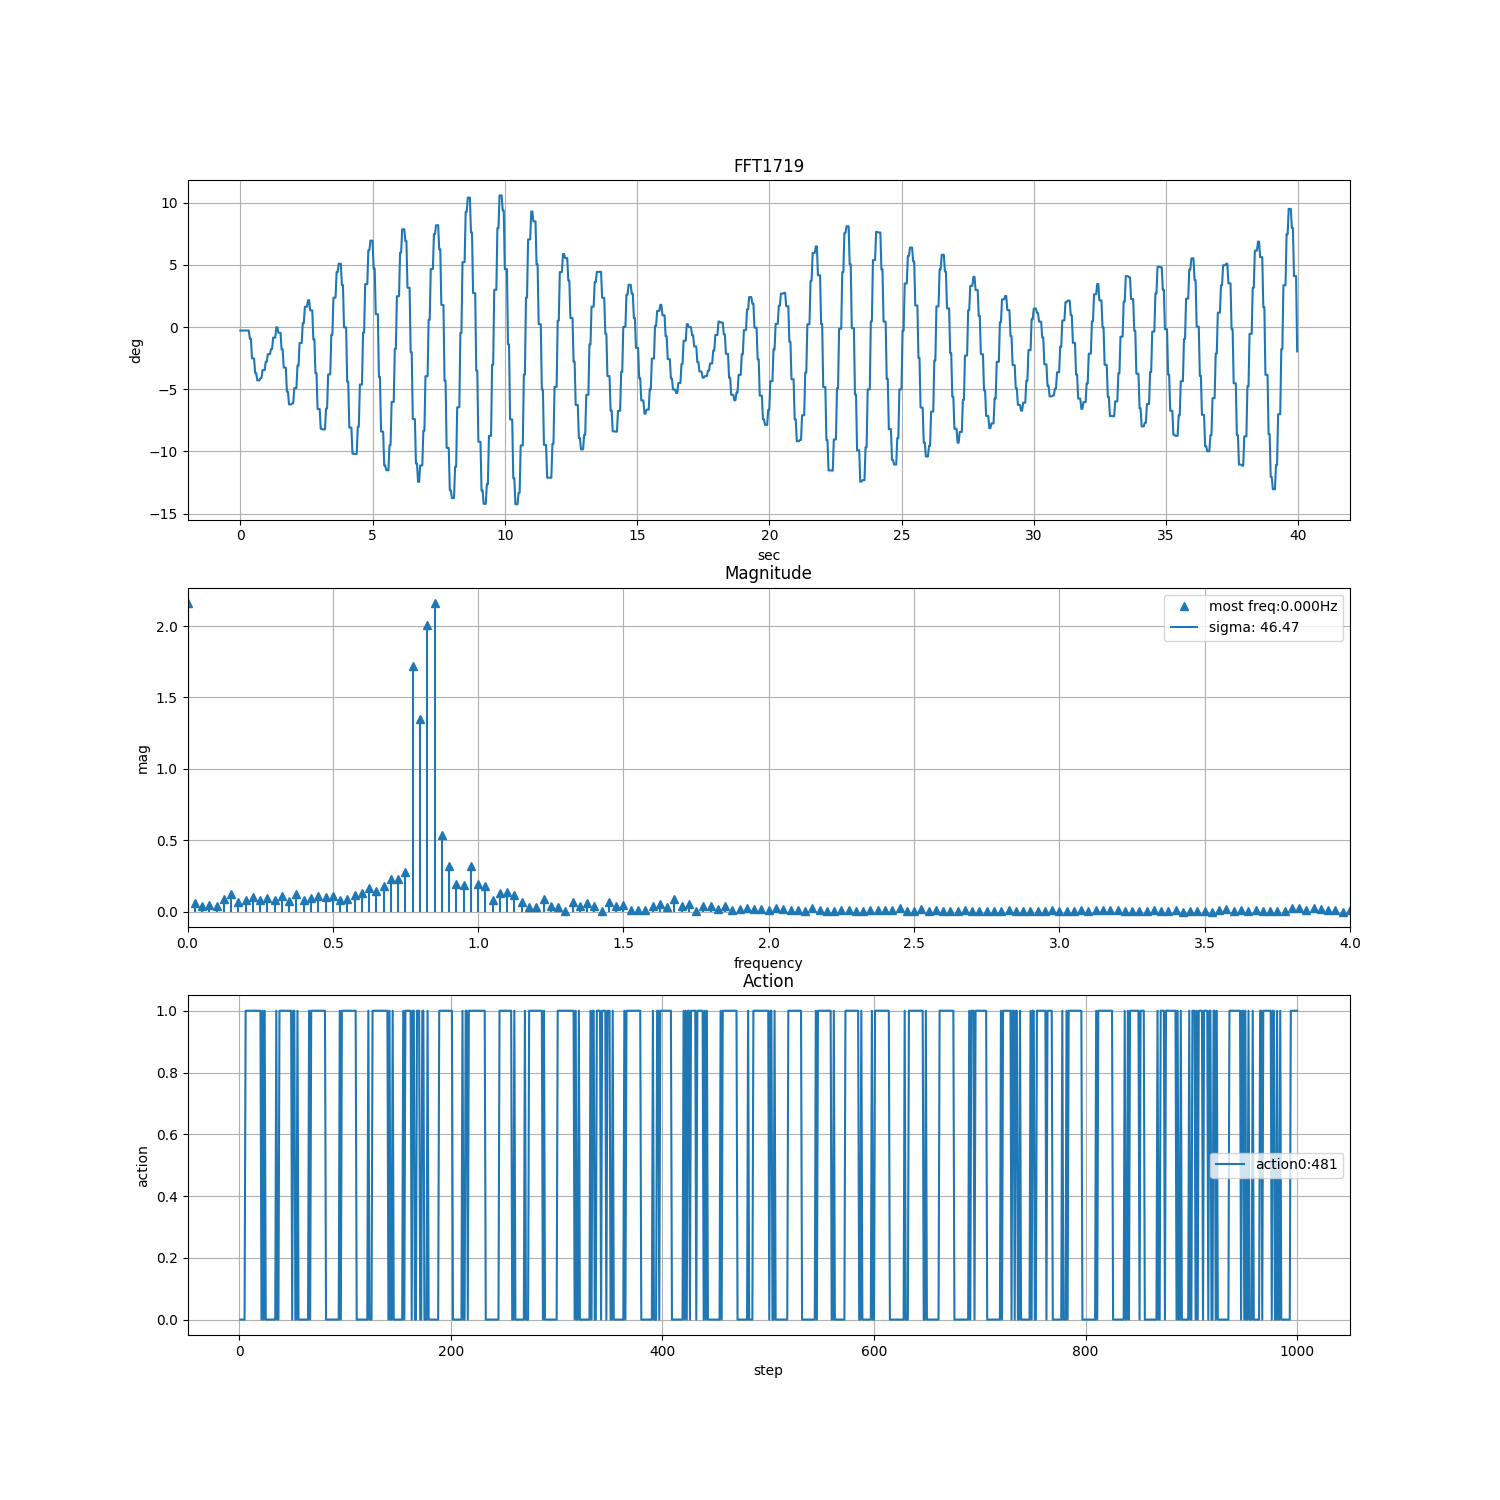 FFT1719
10
5
0
−5
−10
−15
deg
0 5 10 15 20 25 30 35 40
sec
Magnitude
most freq:0.000Hz
sigma: 46.47
2.0
1.5
1.0
0.5
0.0
mag
0.0 0.5 1.0 1.5 2.0 2.5 3.0 3.5 4.0
frequency
Action
1.0
0.8
0.6
0.4
0.2
0.0
action
action0:481
0 200 400 600 800 1000
step